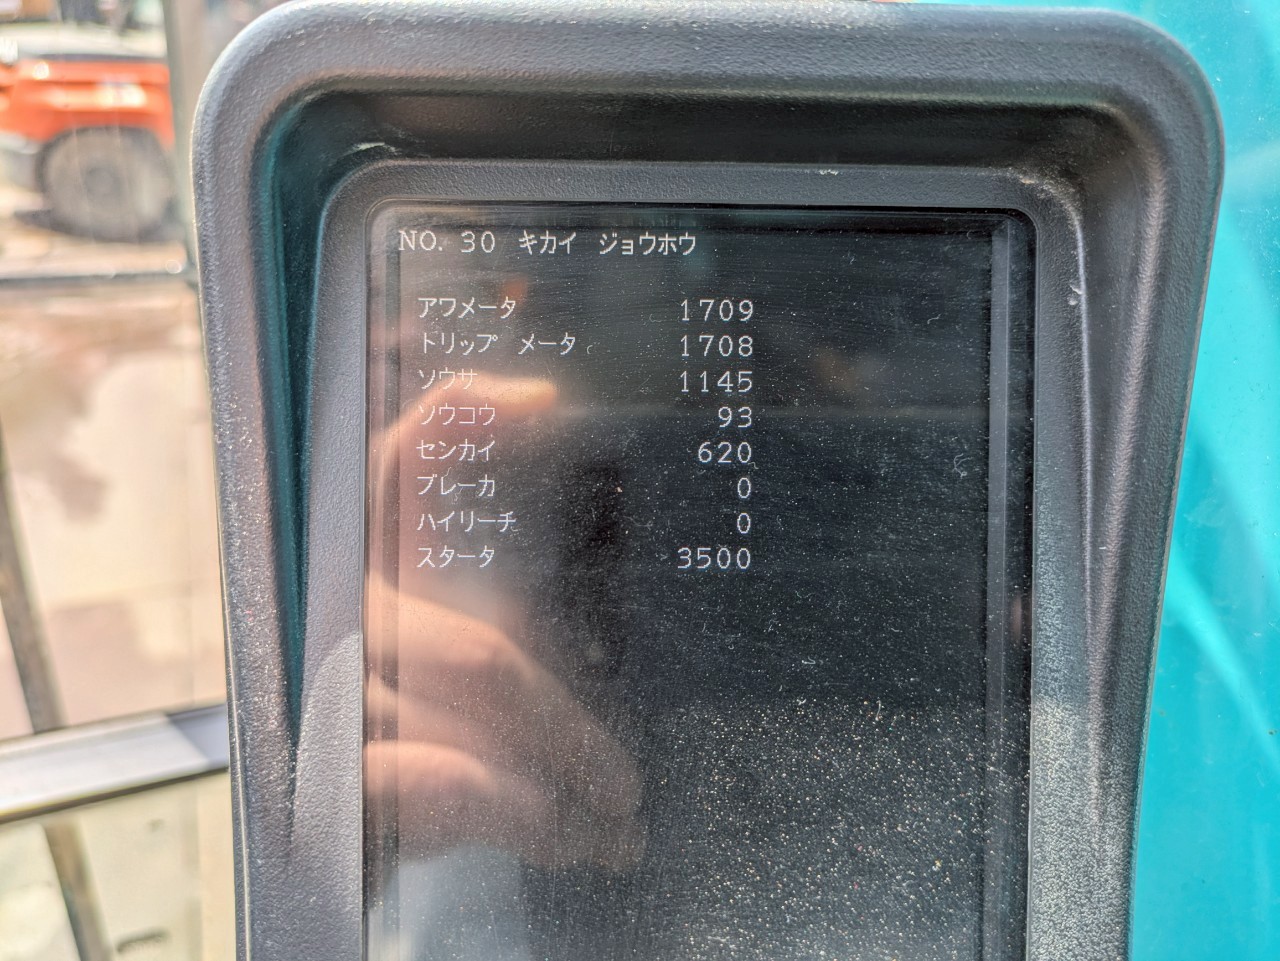 NO. 30 キカイ ジョウホウ
アワメータ 1709
トリップ メータ 1708
ソウサ 1145
ソウコウ 93
センカイ 620
ブレーカ 0
ハイリーチ 0
スタータ 3500